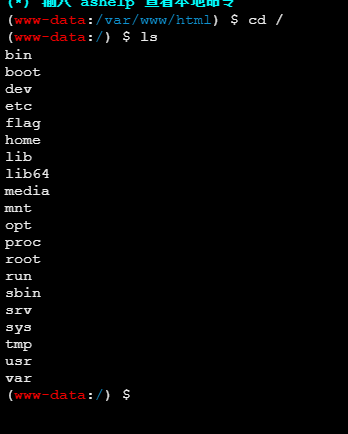 (*) 输入 ashelp 查看本地命令
(www-data:/var/www/html) $ cd /
(www-data:/) $ ls
bin
boot
dev
etc
flag
home
lib
lib64
media
mnt
opt
proc
root
run
sbin
srv
sys
tmp
usr
var
(www-data:/) $